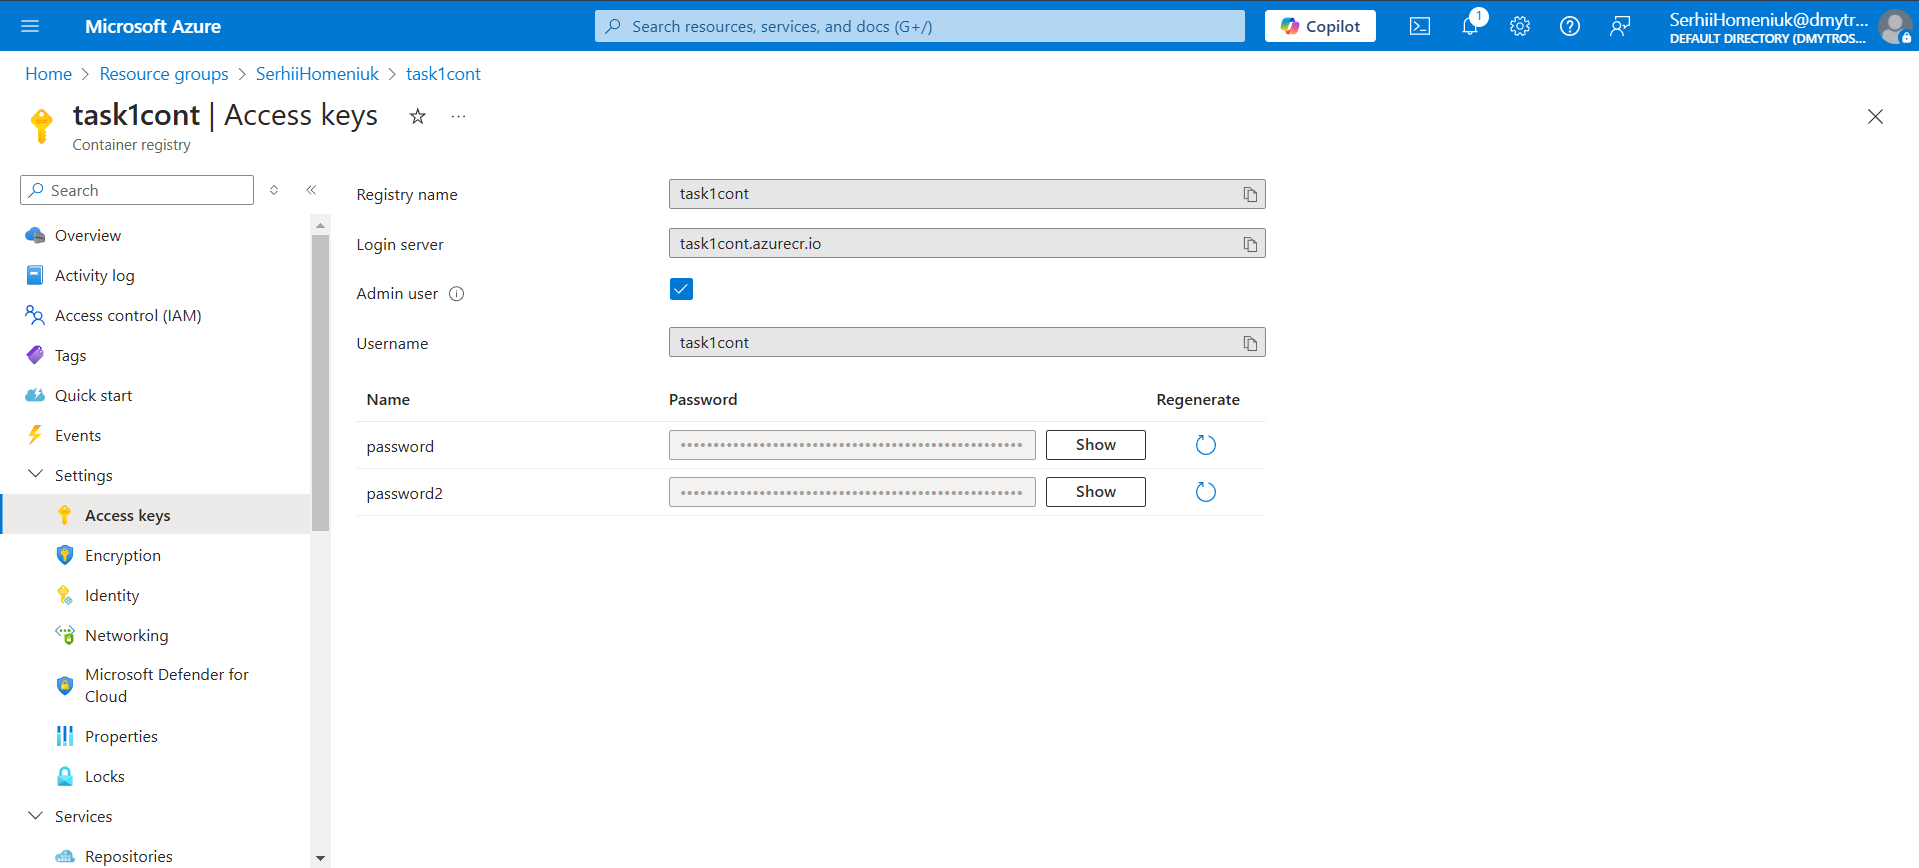 Microsoft Azure
Search resources, services, and docs (G+/)
Copilot
1
SerhiiHomeniuk@dmytr...
DEFAULT DIRECTORY (DMYTROS...
Home > Resource groups > SerhiiHomeniuk > task1cont
task1cont | Access keys
Container registry
Search
Overview
Activity log
Access control (IAM)
Tags
Quick start
Events
Settings
Access keys
Encryption
Identity
Networking
Microsoft Defender for
Cloud
Properties
Locks
Services
Repositories
Registry name task1cont
Login server task1cont.azurecr.io
Admin user
Username task1cont
Name Password Regenerate
password Show
password2 Show